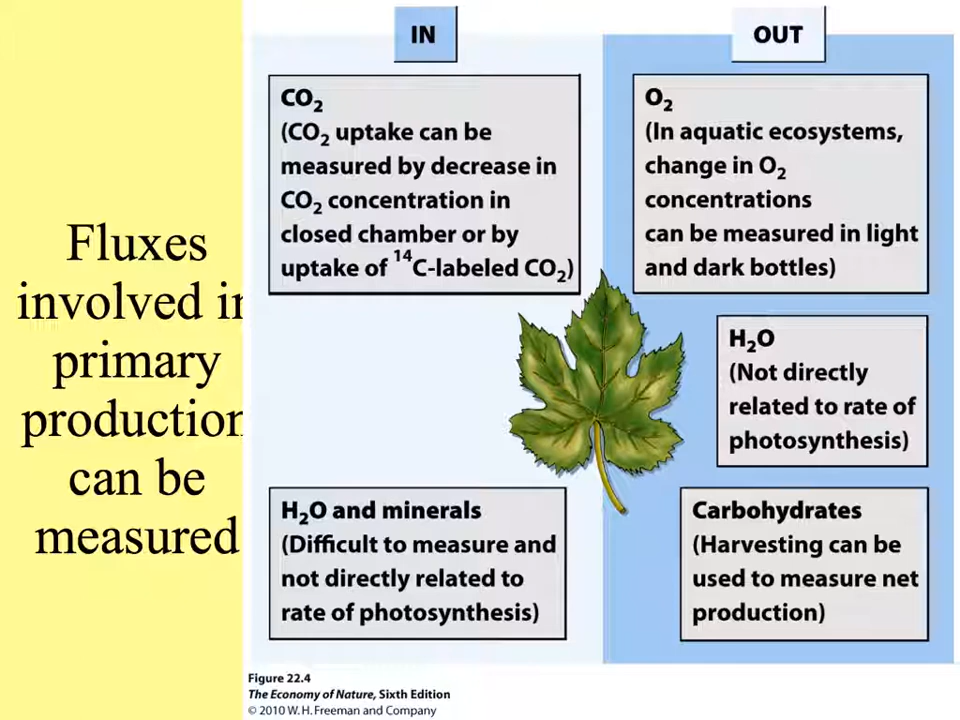 Fluxes
involved in
primary
production
can be
measured
IN
CO₂
(CO₂ uptake can be
measured by decrease in
CO₂ concentration in
closed chamber or by
uptake of ¹⁴C-labeled CO₂)
H₂O and minerals
(Difficult to measure and
not directly related to
rate of photosynthesis)
OUT
O₂
(In aquatic ecosystems,
change in O₂
concentrations
can be measured in light
and dark bottles)
H₂O
(Not directly
related to rate of
photosynthesis)
Carbohydrates
(Harvesting can be
used to measure net
production)
Figure 22.4
The Economy of Nature, Sixth Edition
© 2010 W. H. Freeman and Company